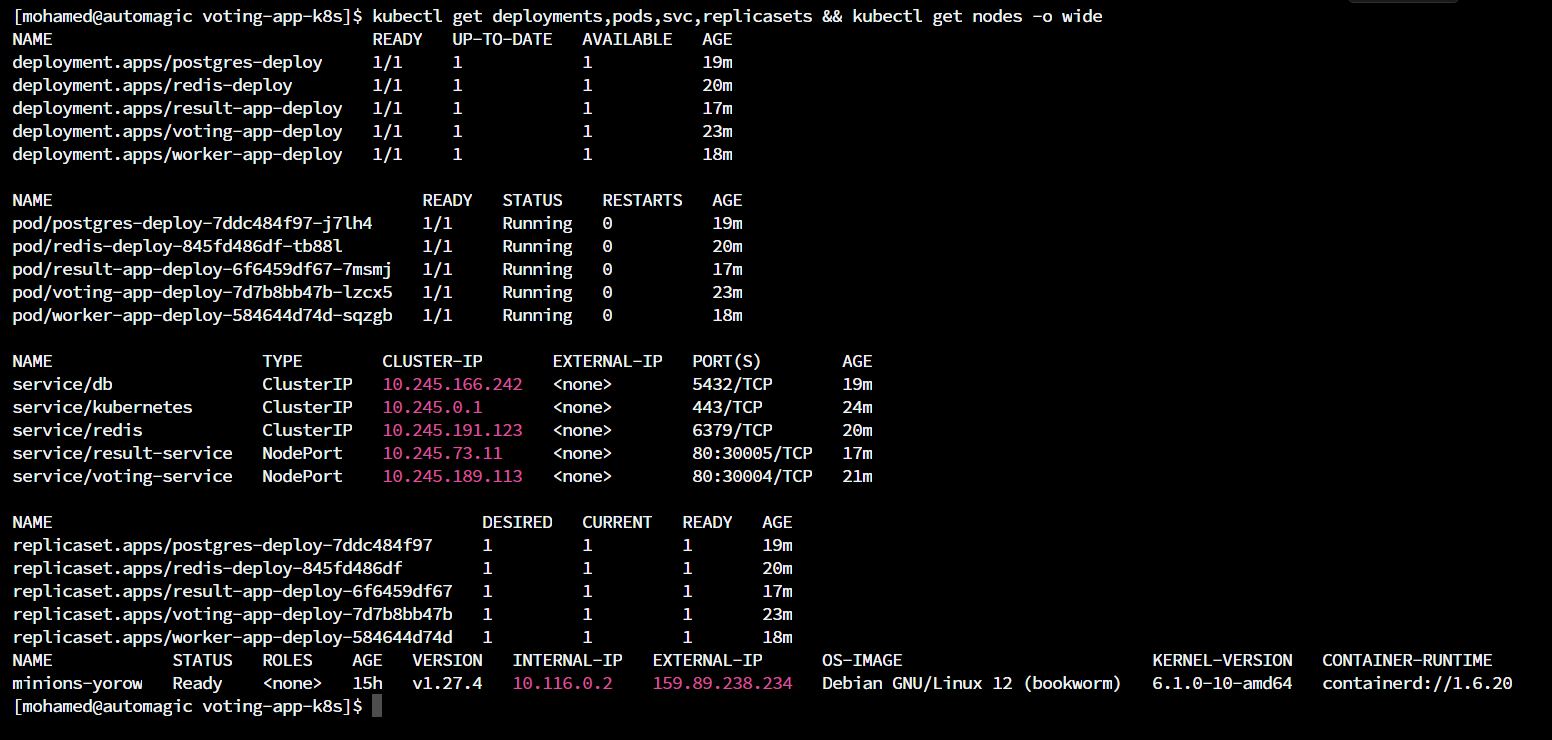 [mohamed@automagic voting-app-k8s]$ kubectl get deployments,pods,svc,replicasets && kubectl get nodes -o wide
NAME READY UP-TO-DATE AVAILABLE AGE
deployment.apps/postgres-deploy 1/1 1 1 19m
deployment.apps/redis-deploy 1/1 1 1 20m
deployment.apps/result-app-deploy 1/1 1 1 17m
deployment.apps/voting-app-deploy 1/1 1 1 23m
deployment.apps/worker-app-deploy 1/1 1 1 18m
NAME READY STATUS RESTARTS AGE
pod/postgres-deploy-7ddc484f97-j7lh4 1/1 Running 0 19m
pod/redis-deploy-845fd486df-tb88l 1/1 Running 0 20m
pod/result-app-deploy-6f6459df67-7msmj 1/1 Running 0 17m
pod/voting-app-deploy-7d7b8bb47b-lzcx5 1/1 Running 0 23m
pod/worker-app-deploy-584644d74d-sqzgb 1/1 Running 0 18m
NAME TYPE CLUSTER-IP EXTERNAL-IP PORT(S) AGE
service/db ClusterIP 10.245.166.242 <none> 5432/TCP 19m
service/kubernetes ClusterIP 10.245.0.1 <none> 443/TCP 24m
service/redis ClusterIP 10.245.191.123 <none> 6379/TCP 20m
service/result-service NodePort 10.245.73.11 <none> 80:30005/TCP 17m
service/voting-service NodePort 10.245.189.113 <none> 80:30004/TCP 21m
NAME DESIRED CURRENT READY AGE
replicaset.apps/postgres-deploy-7ddc484f97 1 1 1 19m
replicaset.apps/redis-deploy-845fd486df 1 1 1 20m
replicaset.apps/result-app-deploy-6f6459df67 1 1 1 17m
replicaset.apps/voting-app-deploy-7d7b8bb47b 1 1 1 23m
replicaset.apps/worker-app-deploy-584644d74d 1 1 1 18m
NAME STATUS ROLES AGE VERSION INTERNAL-IP EXTERNAL-IP OS-IMAGE KERNEL-VERSION CONTAINER-RUNTIME
minions-yorow Ready <none> 15h v1.27.4 10.116.0.2 159.89.238.234 Debian GNU/Linux 12 (bookworm) 6.1.0-10-amd64 containerd://1.6.20
[mohamed@automagic voting-app-k8s]$